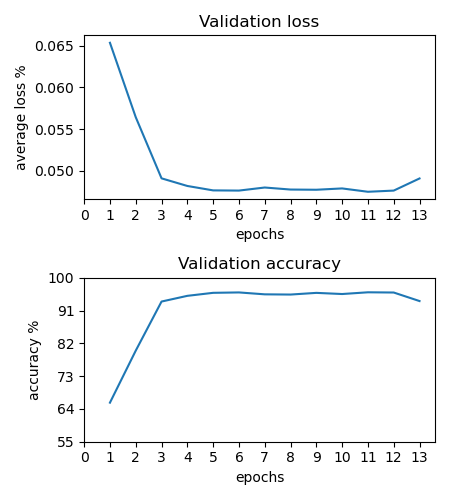 Validation loss
average loss %
0.065
0.060
0.055
0.050
0 1 2 3 4 5 6 7 8 9 10 11 12 13
epochs
Validation accuracy
accuracy %
100
91
82
73
64
55
0 1 2 3 4 5 6 7 8 9 10 11 12 13
epochs